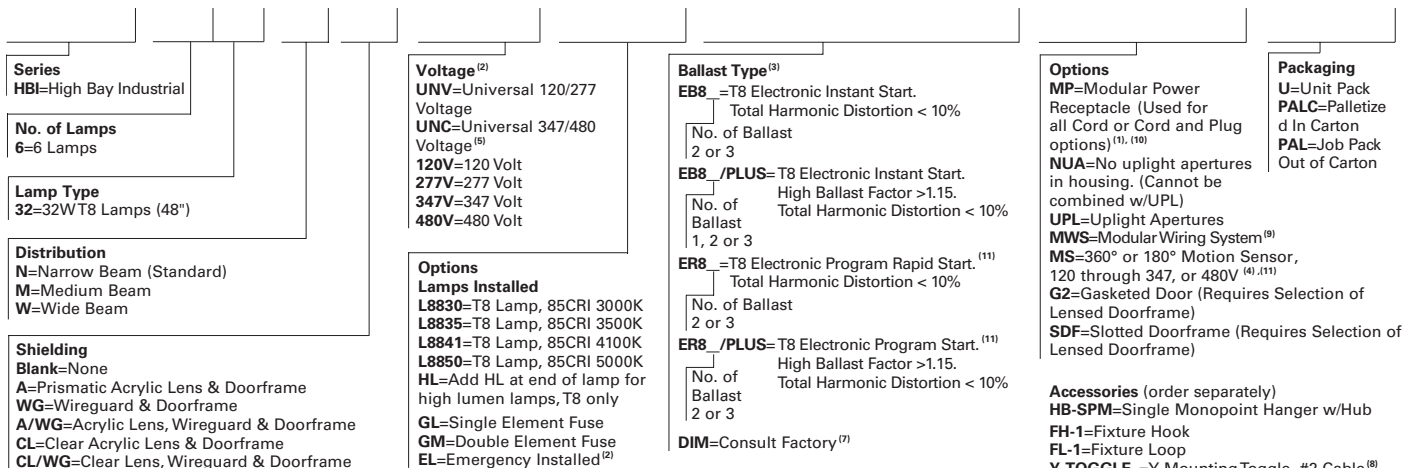 Series
HBI=High Bay Industrial
No. of Lamps
6=6 Lamps
Lamp Type
32=32W T8 Lamps (48")
Distribution
N=Narrow Beam (Standard)
M=Medium Beam
W=Wide Beam
Shielding
Blank=None
A=Prismatic Acrylic Lens & Doorframe
WG=Wireguard & Doorframe
A/WG=Acrylic Lens, Wireguard & Doorframe
CL=Clear Acrylic Lens & Doorframe
CL/WG=Clear Lens, Wireguard & Doorframe
Voltage (2)
UNV=Universal 120/277
Voltage
UNC=Universal 347/480
Voltage (5)
120V=120 Volt
277V=277 Volt
347V=347 Volt
480V=480 Volt
Options
Lamps Installed
L8830=T8 Lamp, 85CRI 3000K
L8835=T8 Lamp, 85CRI 3500K
L8841=T8 Lamp, 85CRI 4100K
L8850=T8 Lamp, 85CRI 5000K
HL=Add HL at end of lamp for
high lumen lamps, T8 only
GL=Single Element Fuse
GM=Double Element Fuse
EL=Emergency Installed (2)
Ballast Type (3)
EB8_=T8 Electronic Instant Start.
Total Harmonic Distortion < 10%
No. of Ballast
2 or 3
EB8_/PLUS=T8 Electronic Instant Start.
High Ballast Factor >1.15.
Total Harmonic Distortion < 10%
No. of
Ballast
1, 2 or 3
ER8_=T8 Electronic Program Rapid Start. (11)
Total Harmonic Distortion < 10%
No. of Ballast
2 or 3
ER8_/PLUS=T8 Electronic Program Start. (11)
High Ballast Factor >1.15.
Total Harmonic Distortion < 10%
No. of
Ballast
2 or 3
DIM=Consult Factory (7)
Options
MP=Modular Power
Receptacle (Used for
all Cord or Cord and Plug
options) (1), (10)
NUA=No uplight apertures
in housing. (Cannot be
combined w/UPL)
UPL=Uplight Apertures
MWS=Modular Wiring System (9)
MS=360° or 180° Motion Sensor,
120 through 347, or 480V (4) ,(11)
G2=Gasketed Door (Requires Selection of
Lensed Doorframe)
SDF=Slotted Doorframe (Requires Selection of
Lensed Doorframe)
Accessories (order separately)
HB-SPM=Single Monopoint Hanger w/Hub
FH-1=Fixture Hook
FL-1=Fixture Loop
Y-TOGGLE =Y Mounting Toggle, #2 Cable (8)
Packaging
U=Unit Pack
PALC=Palletize
d In Carton
PAL=Job Pack
Out of Carton